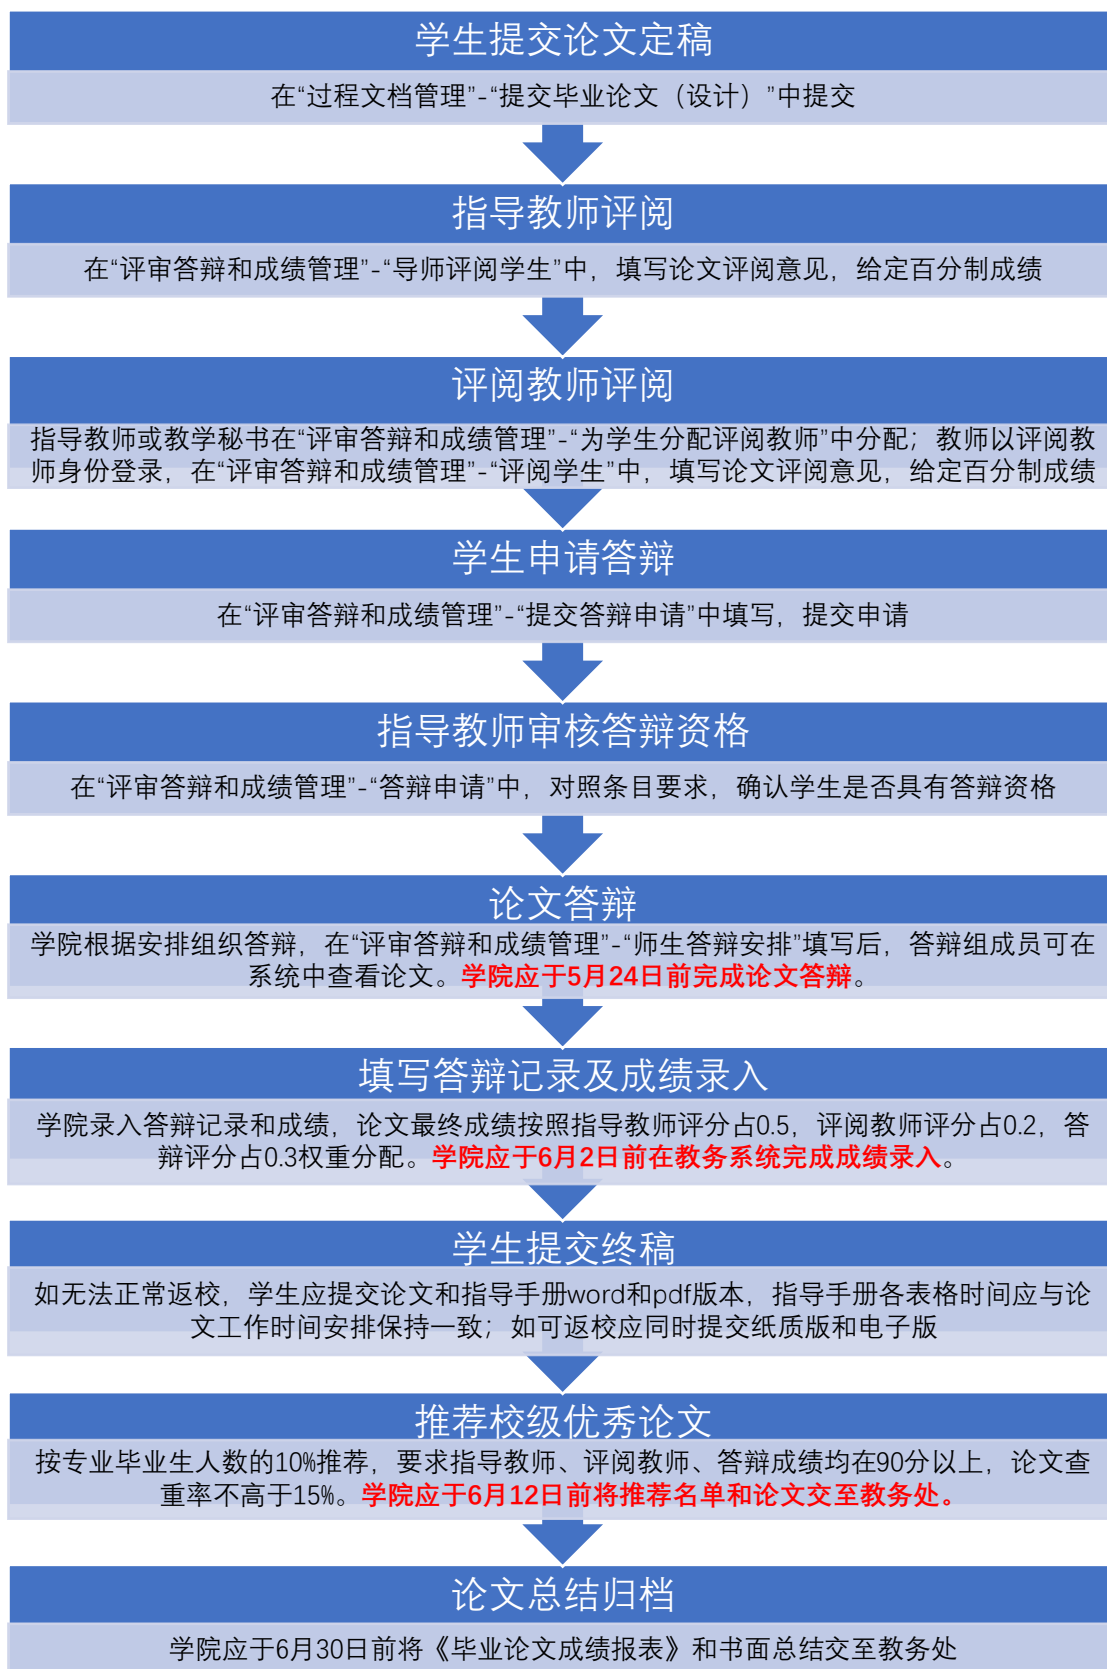 学生提交论文定稿
在“过程文档管理”-“提交毕业论文（设计）”中提交
指导教师评阅
在“评审答辩和成绩管理”-“导师评阅学生”中，填写论文评阅意见，给定百分制成绩
评阅教师评阅
指导教师或教学秘书在“评审答辩和成绩管理”-“为学生分配评阅教师”中分配；教师以评阅教
师身份登录，在“评审答辩和成绩管理”-“评阅学生”中，填写论文评阅意见，给定百分制成绩
学生申请答辩
在“评审答辩和成绩管理”-“提交答辩申请”中填写，提交申请
指导教师审核答辩资格
在“评审答辩和成绩管理”-“答辩申请”中，对照条目要求，确认学生是否具有答辩资格
论文答辩
学院根据安排组织答辩，在“评审答辩和成绩管理”-“师生答辩安排”填写后，答辩组成员可在
系统中查看论文。学院应于5月24日前完成论文答辩。
填写答辩记录及成绩录入
学院录入答辩记录和成绩，论文最终成绩按照指导教师评分占0.5，评阅教师评分占0.2，答
辩评分占0.3权重分配。学院应于6月2日前在教务系统完成成绩录入。
学生提交终稿
如无法正常返校，学生应提交论文和指导手册word和pdf版本，指导手册各表格时间应与论
文工作时间安排保持一致；如可返校应同时提交纸质版和电子版
推荐校级优秀论文
按专业毕业生人数的10%推荐，要求指导教师、评阅教师、答辩成绩均在90分以上，论文查
重率不高于15%。学院应于6月12日前将推荐名单和论文交至教务处。
论文总结归档
学院应于6月30日前将《毕业论文成绩报表》和书面总结交至教务处